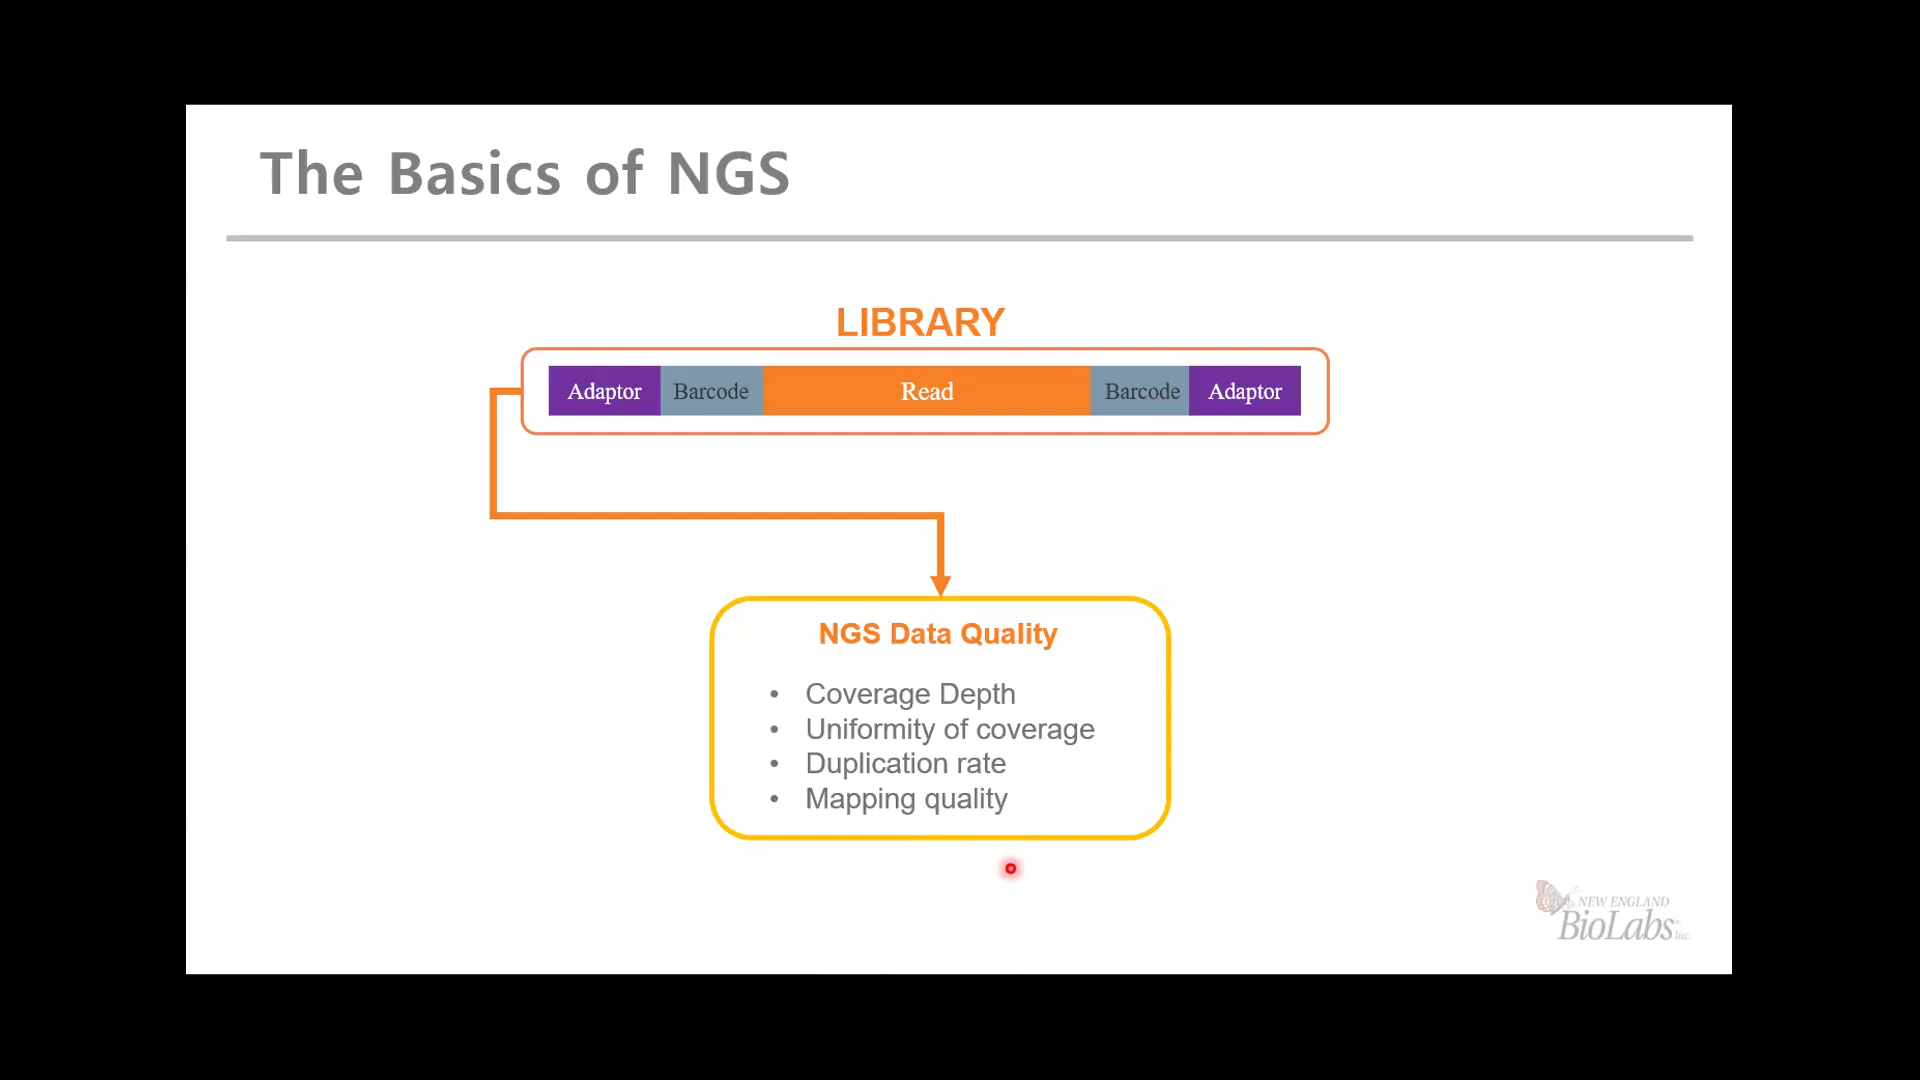 The Basics of NGS
LIBRARY
Adaptor Barcode Read Barcode Adaptor
NGS Data Quality
• Coverage Depth
• Uniformity of coverage
• Duplication rate
• Mapping quality
NEW ENGLAND
BioLabs Inc.